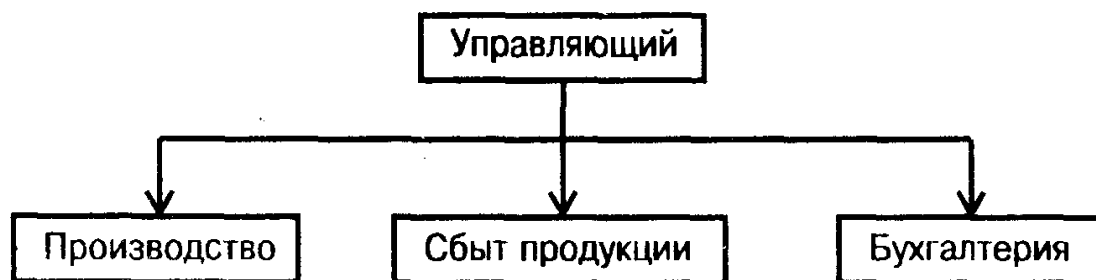 Управляющий
Производство
Сбыт продукции
Бухгалтерия